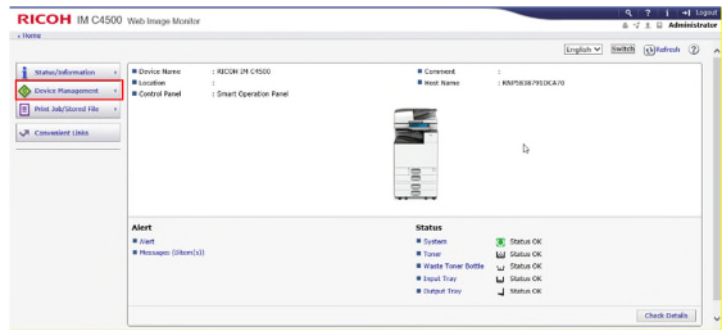 RICOH IM C4500 Web Image Monitor
Logout
Administrator
Home
English Switch Refresh
Status/Information
Device Management
Print Job/Stored File
Convenient Links
Device Name : RICOH IM C4500
Location :
Control Panel : Smart Operation Panel
Comment :
Host Name : RNP5838791DCA70
Alert
Alert
Messages (0item(s))
Status
System Status OK
Toner Status OK
Waste Toner Bottle Status OK
Input Tray Status OK
Output Tray Status OK
Check Details